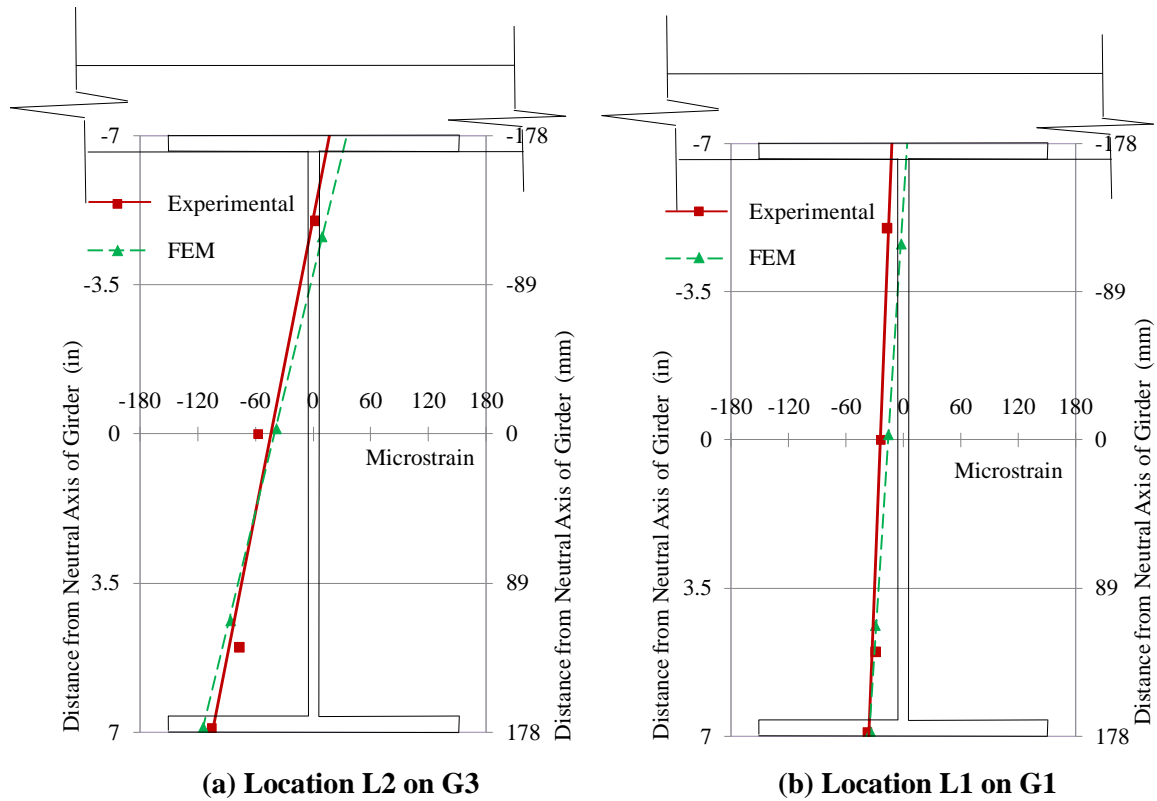 -7
-178
Experimental
FEM
-3.5
-89
Distance from Neutral Axis of Girder (in)
Distance from Neutral Axis of Girder (mm)
-180 -120 -60 0 60 120 180
0
0
Microstrain
3.5
89
7
178
(a) Location L2 on G3
-7
-178
Experimental
FEM
-3.5
-89
Distance from Neutral Axis of Girder (in)
Distance from Neutral Axis of Girder (mm)
-180 -120 -60 0 60 120 180
0
0
Microstrain
3.5
89
7
178
(b) Location L1 on G1